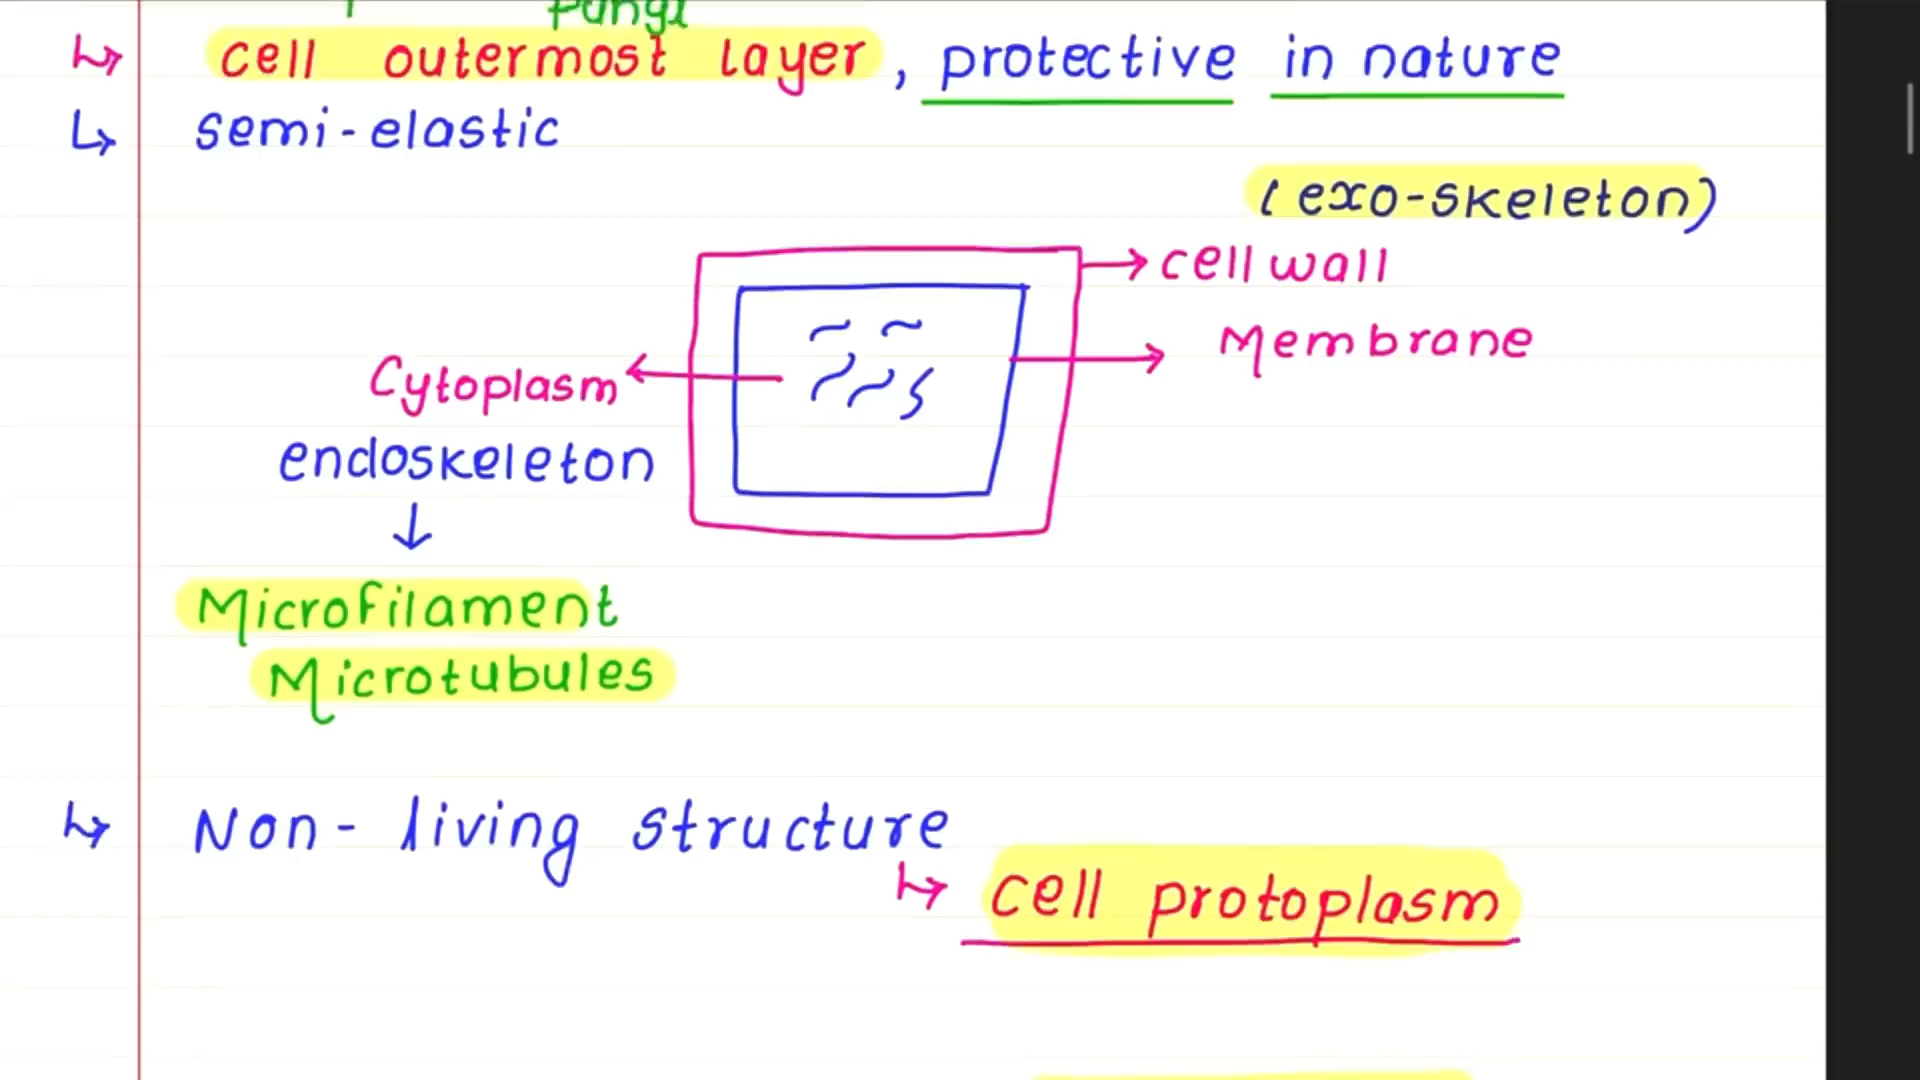 Fungi
↳ cell outermost layer, protective in nature
↳ semi-elastic
(exo-skeleton)
cell wall
Membrane
Cytoplasm
endoskeleton
↓
Microfilament
Microtubules
↳ Non-living structure
↳ cell protoplasm